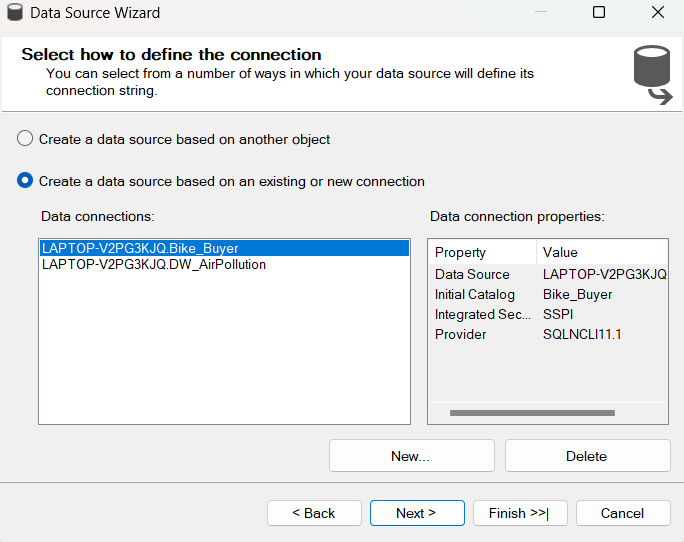 Data Source Wizard
Select how to define the connection
You can select from a number of ways in which your data source will define its
connection string.
Create a data source based on another object
Create a data source based on an existing or new connection
Data connections:
Data connection properties:
LAPTOP-V2PG3KJQ.Bike_Buyer
LAPTOP-V2PG3KJQ.DW_AirPollution
Property Value
Data Source LAPTOP-V2PG3KJQ
Initial Catalog Bike_Buyer
Integrated Sec... SSPI
Provider SQLNCLI11.1
New... Delete
< Back Next > Finish >>| Cancel